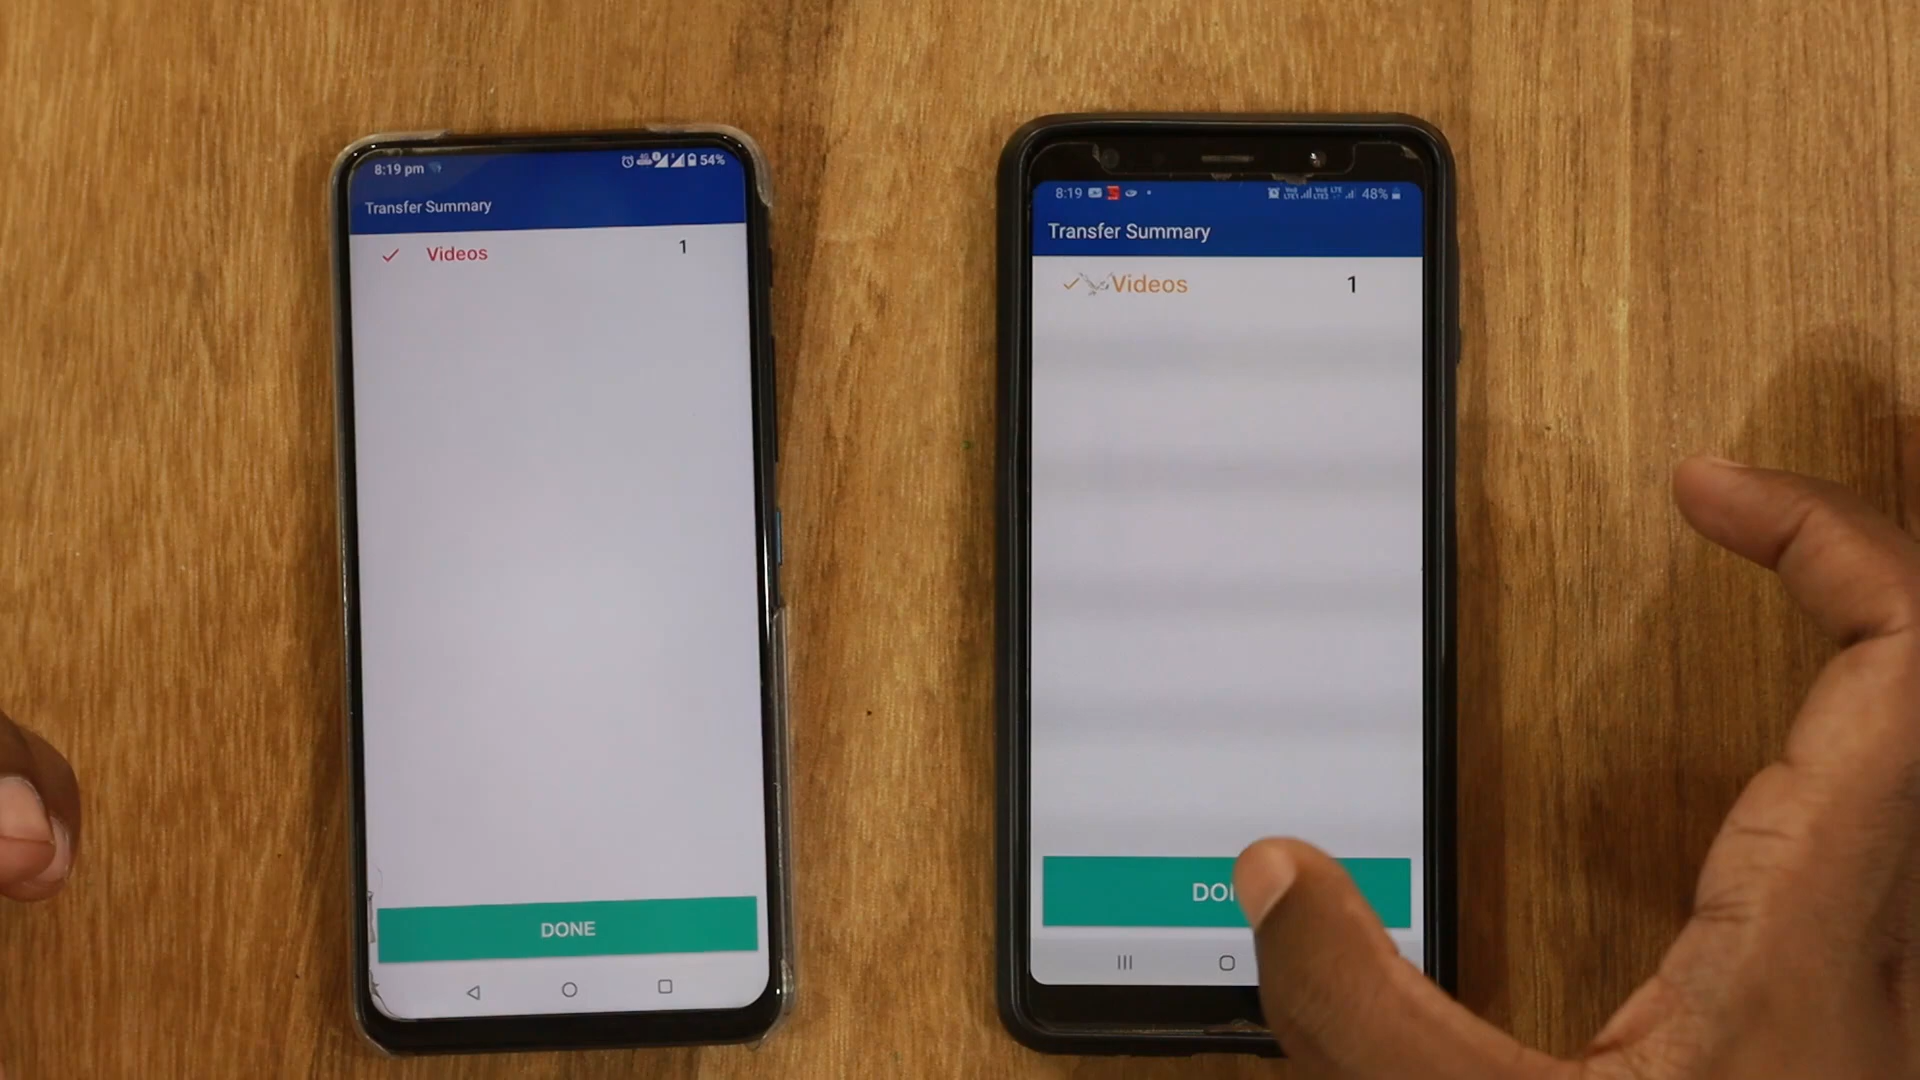 8:19 pm
54%
Transfer Summary
Videos 1
DONE
8:19
48%
Transfer Summary
Videos 1
DO